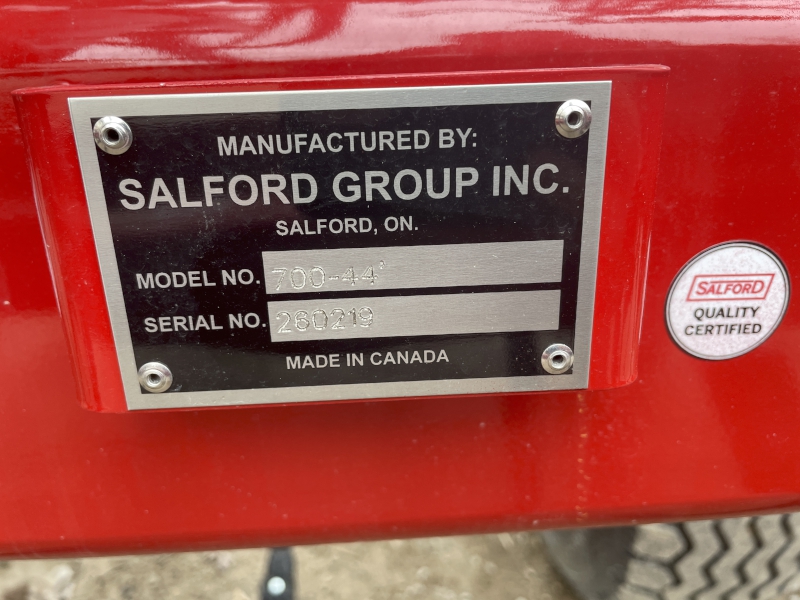 MANUFACTURED BY:
SALFORD GROUP INC.
SALFORD, ON.
MODEL NO. 700-44'
SERIAL NO. 260219
MADE IN CANADA
SALFORD
QUALITY
CERTIFIED